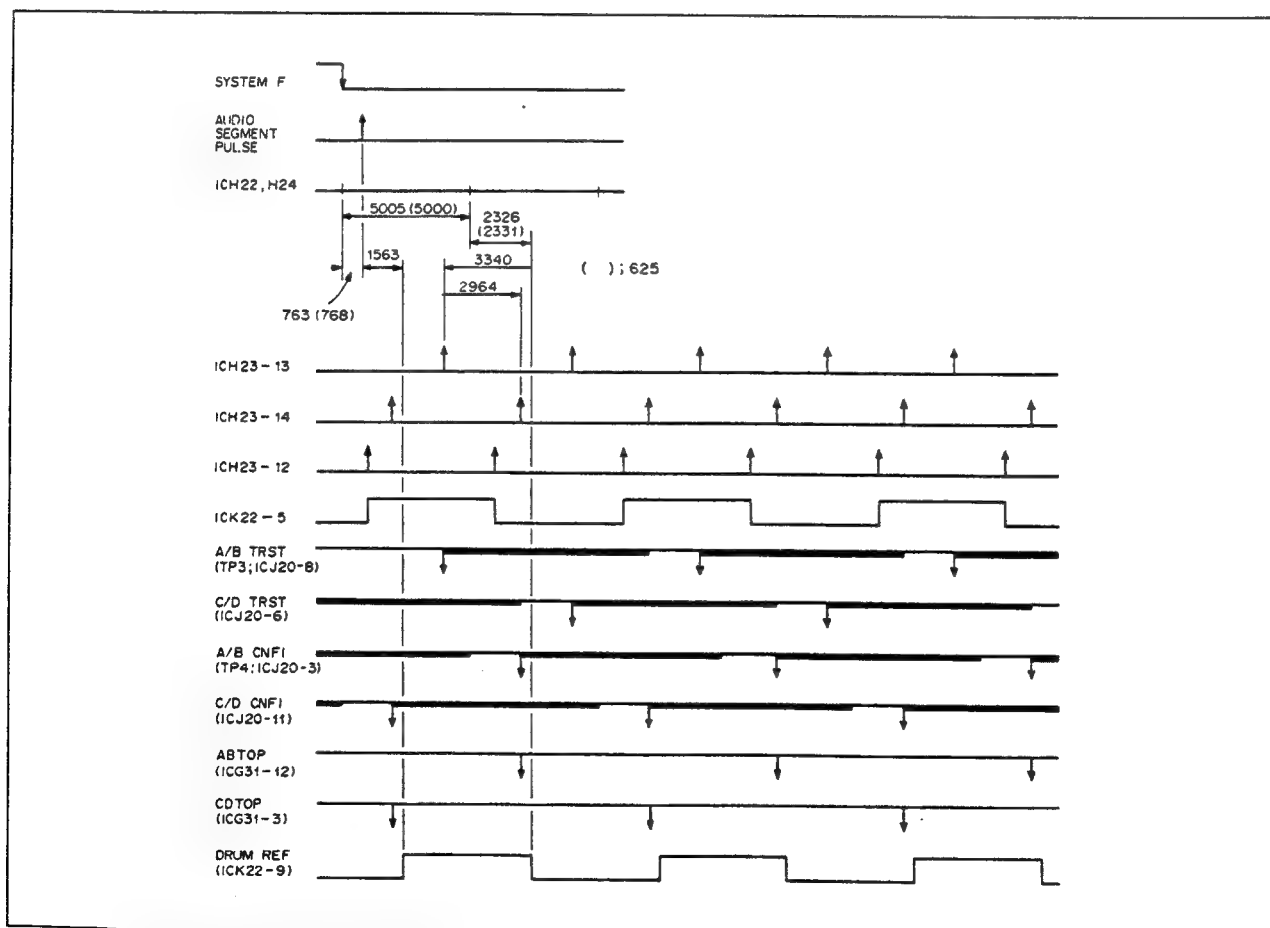 SYSTEM F
AUDIO
SEGMENT
PULSE
ICH22, H24
5005 (5000)
2326
(2331)
1563
3340
( ) ; 625
2964
763 (768)
ICH23-13
ICH23-14
ICH23-12
ICK22-5
A/B TRST
(TP3;ICJ20-8)
C/D TRST
(ICJ20-6)
A/B CNFI
(TP4;ICJ20-3)
C/D CNFI
(ICJ20-11)
ABTOP
(ICG31-12)
CDTOP
(ICG31-3)
DRUM REF
(ICK22-9)